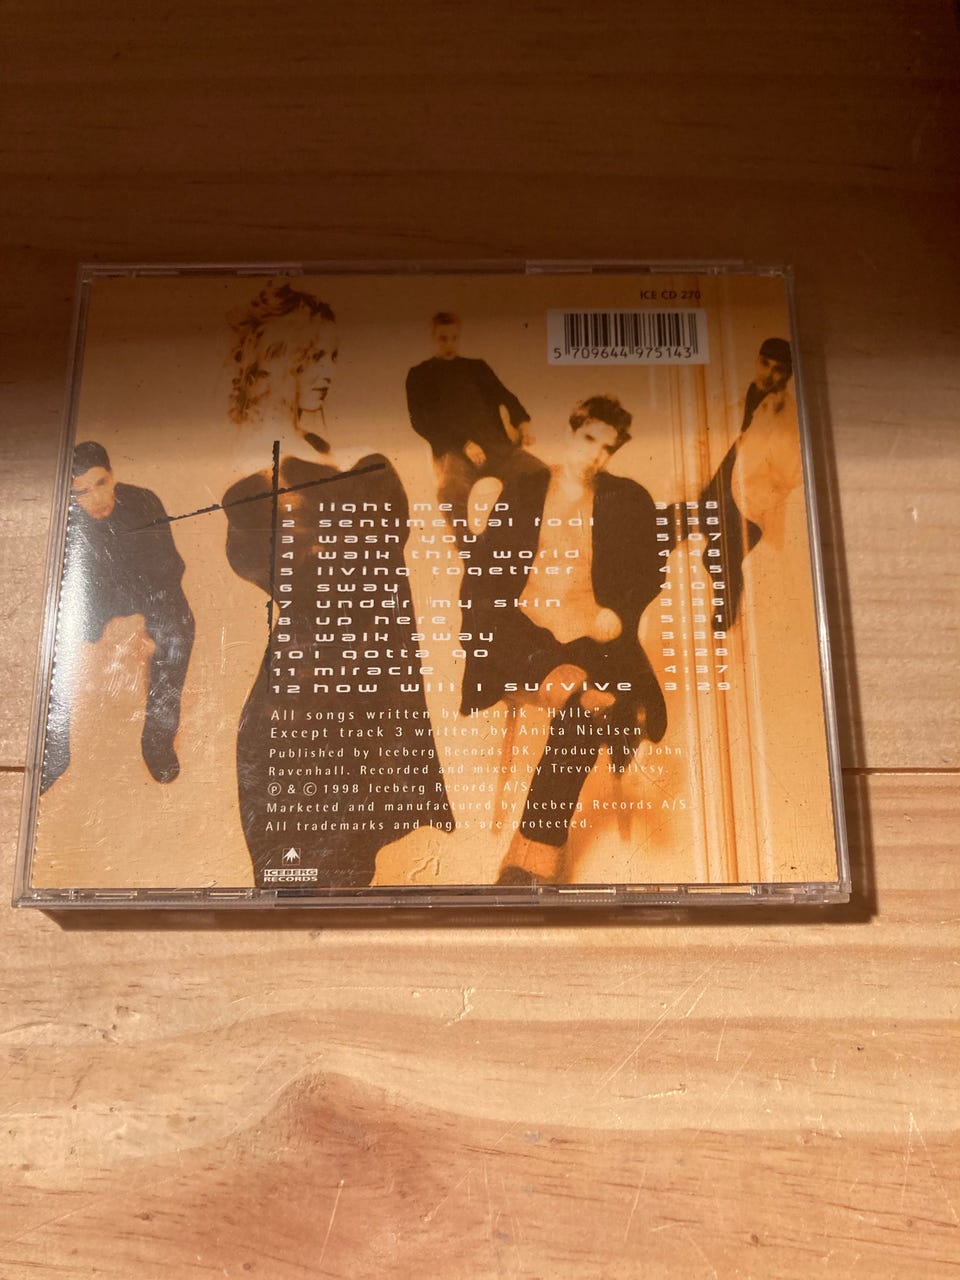 ICE CD 270
5 709644 975143
1 light me up 3:58
2 sentimental fool 3:38
3 wash you 5:07
4 walk this world 4:48
5 living together 4:15
6 sway 4:06
7 under my skin 3:36
8 up here 5:31
9 walk away 3:38
10 I gotta go 3:28
11 miracle 4:37
12 how will I survive 3:29
All songs written by Henrik "Hylle",
Except track 3 written by Anita Nielsen
Published by Iceberg Records DK. Produced by John
Ravenhall. Recorded and mixed by Trevor Hallesy.
℗ & © 1998 Iceberg Records A/S.
Marketed and manufactured by Iceberg Records A/S.
All trademarks and logos are protected.
ICEBERG
RECORDS